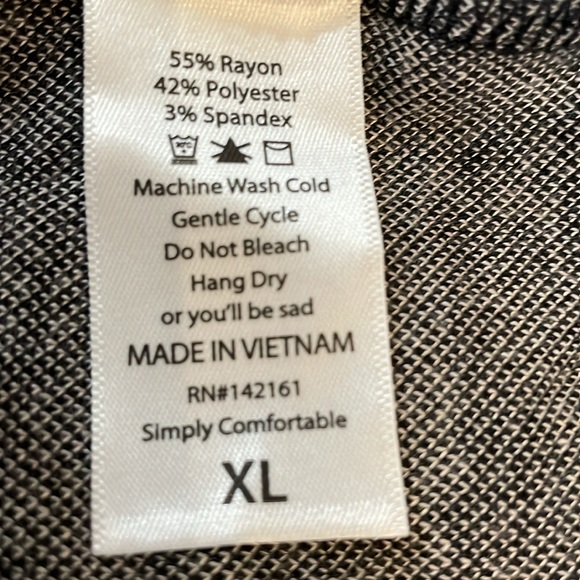 55% Rayon
42% Polyester
3% Spandex
Machine Wash Cold
Gentle Cycle
Do Not Bleach
Hang Dry
or you'll be sad
MADE IN VIETNAM
RN#142161
Simply Comfortable
XL